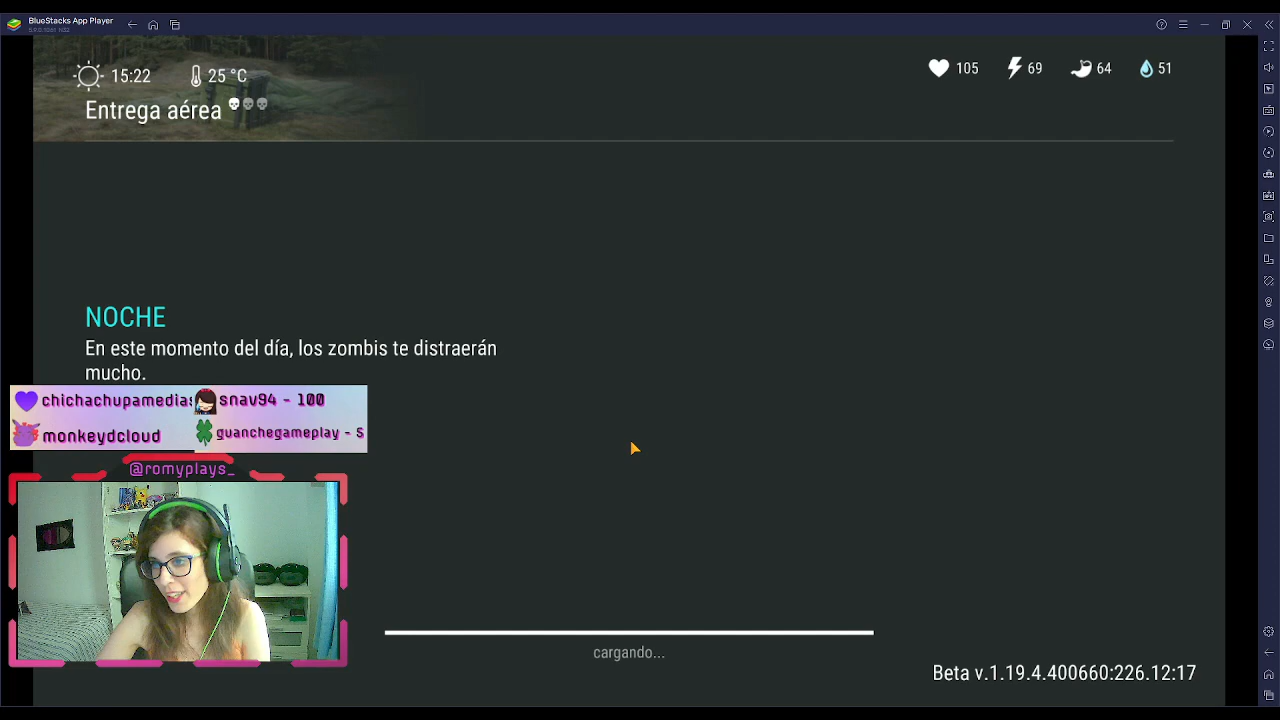 BlueStacks App Player
15:22
25 °C
105
69
64
51
Entrega aérea
NOCHE
En este momento del día, los zombis te distraerán
mucho.
chichachupamedias
snav94 - 100
monkeydcloud
guanchegameplay - S
@romyplays_
cargando...
Beta v.1.19.4.400660:226.12:17